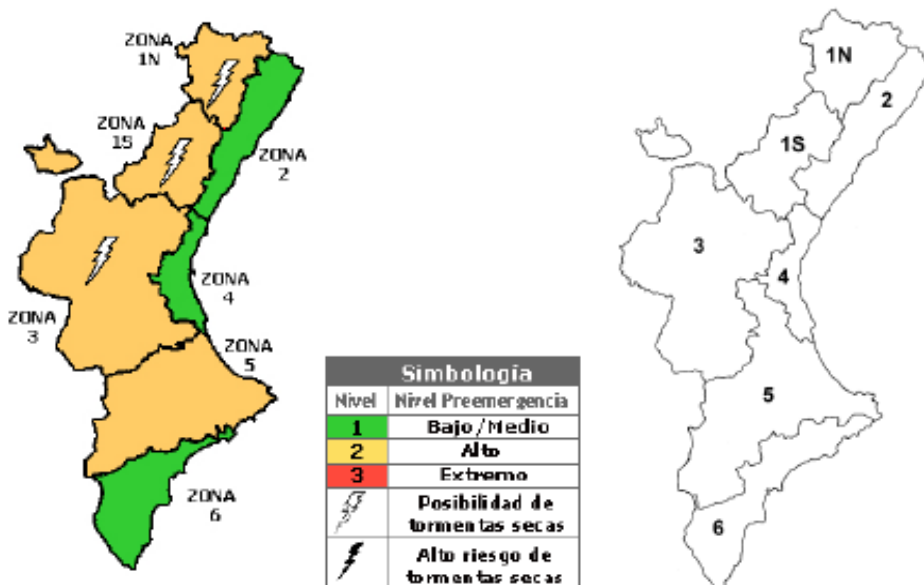 ZONA
1N
ZONA
1S
ZONA
2
ZONA
4
ZONA
3
ZONA
5
ZONA
6
Simbología
Nivel Nivel Preemergencia
1 Bajo/Medio
2 Alto
3 Extremo
Posibilidad de
tormentas secas
Alto riesgo de
tormentas secas
1N
2
1S
3
4
5
6